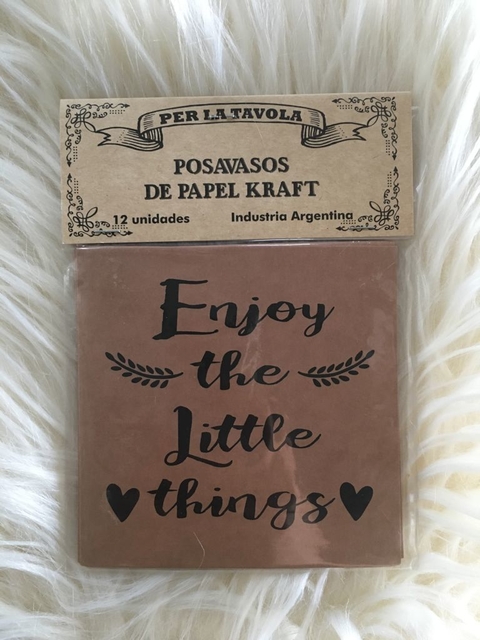 PER LA TAVOLA
POSAVASOS
DE PAPEL KRAFT
12 unidades Industria Argentina
Enjoy
the
Little
things